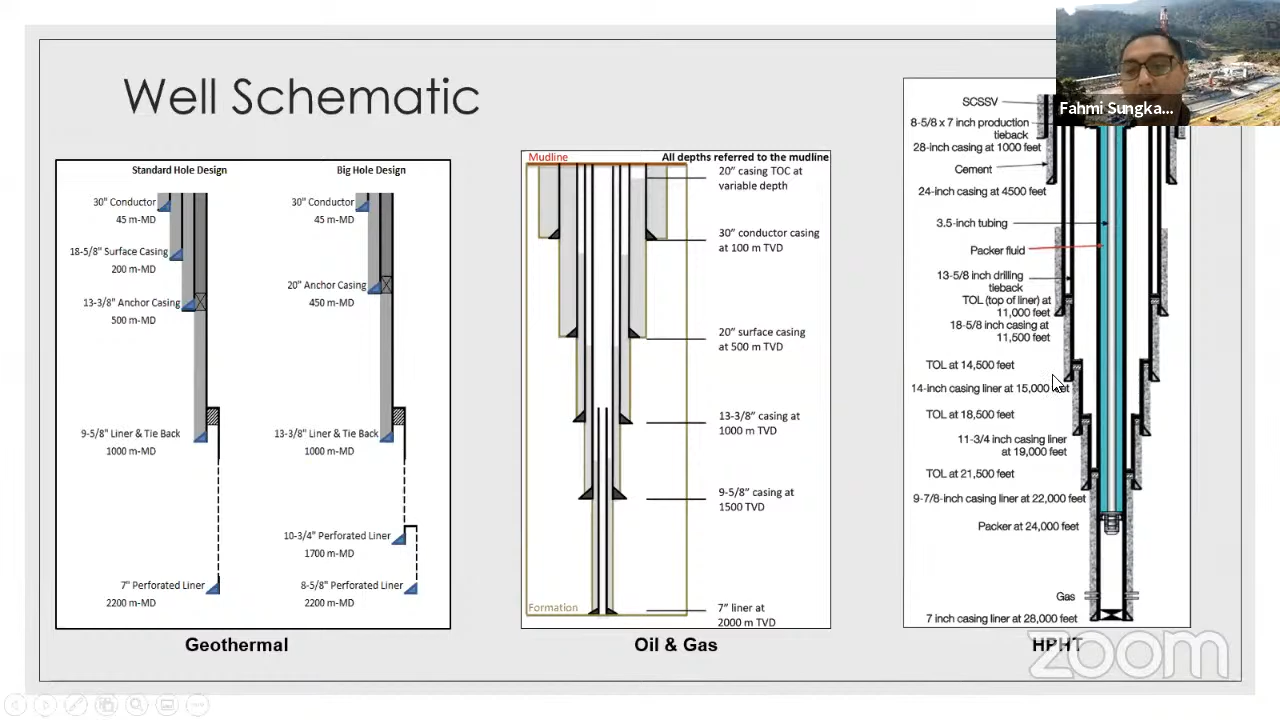 Well Schematic
Fahmi Sungka...
Standard Hole Design
Big Hole Design
30" Conductor
45 m-MD
18-5/8" Surface Casing
200 m-MD
13-3/8" Anchor Casing
500 m-MD
9-5/8" Liner & Tie Back
1000 m-MD
7" Perforated Liner
2200 m-MD
30" Conductor
45 m-MD
20" Anchor Casing
450 m-MD
13-3/8" Liner & Tie Back
1000 m-MD
10-3/4" Perforated Liner
1700 m-MD
8-5/8" Perforated Liner
2200 m-MD
Geothermal
Mudline
All depths referred to the mudline
20" casing TOC at
variable depth
30" conductor casing
at 100 m TVD
20" surface casing
at 500 m TVD
13-3/8" casing at
1000 m TVD
9-5/8" casing at
1500 TVD
Formation
7" liner at
2000 m TVD
Oil & Gas
SCSSV
8-5/8 x 7 inch production
tieback
28-inch casing at 1000 feet
Cement
24-inch casing at 4500 feet
3.5-inch tubing
Packer fluid
13-5/8 inch drilling
tieback
TOL (top of liner) at
11,000 feet
18-5/8 inch casing at
11,500 feet
TOL at 14,500 feet
14-inch casing liner at 15,000 feet
TOL at 18,500 feet
11-3/4 inch casing liner
at 19,000 feet
TOL at 21,500 feet
9-7/8-inch casing liner at 22,000 feet
Packer at 24,000 feet
Gas
7 inch casing liner at 28,000 feet
HPHT
zoom